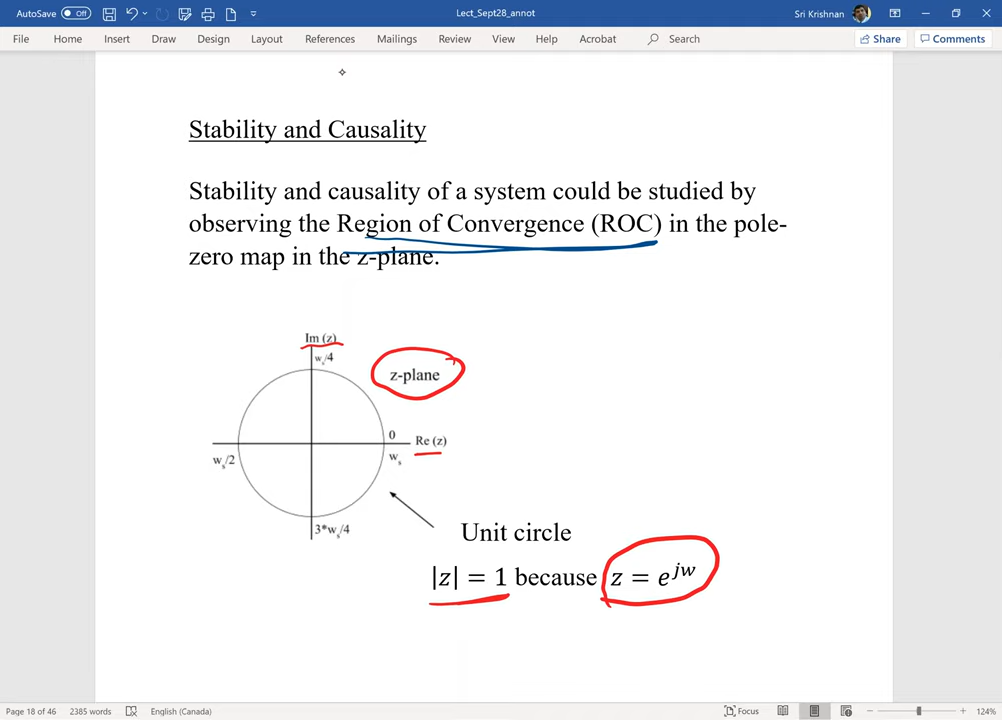 AutoSave Off Lect_Sept28_annot Sri Krishnan
File Home Insert Draw Design Layout References Mailings Review View Help Acrobat Search Share Comments
Stability and Causality
Stability and causality of a system could be studied by
observing the Region of Convergence (ROC) in the pole-
zero map in the z-plane.
Im (z)
w_s/4
z-plane
0
Re (z)
w_s/2
w_s
3*w_s/4
Unit circle
|z| = 1 because z = e^{jw}
Page 18 of 46 2385 words English (Canada) Focus 124%